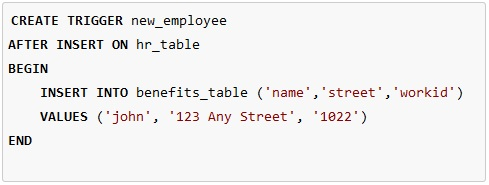 CREATE TRIGGER new_employee
AFTER INSERT ON hr_table
BEGIN
INSERT INTO benefits_table ('name','street','workid')
VALUES ('john', '123 Any Street', '1022')
END